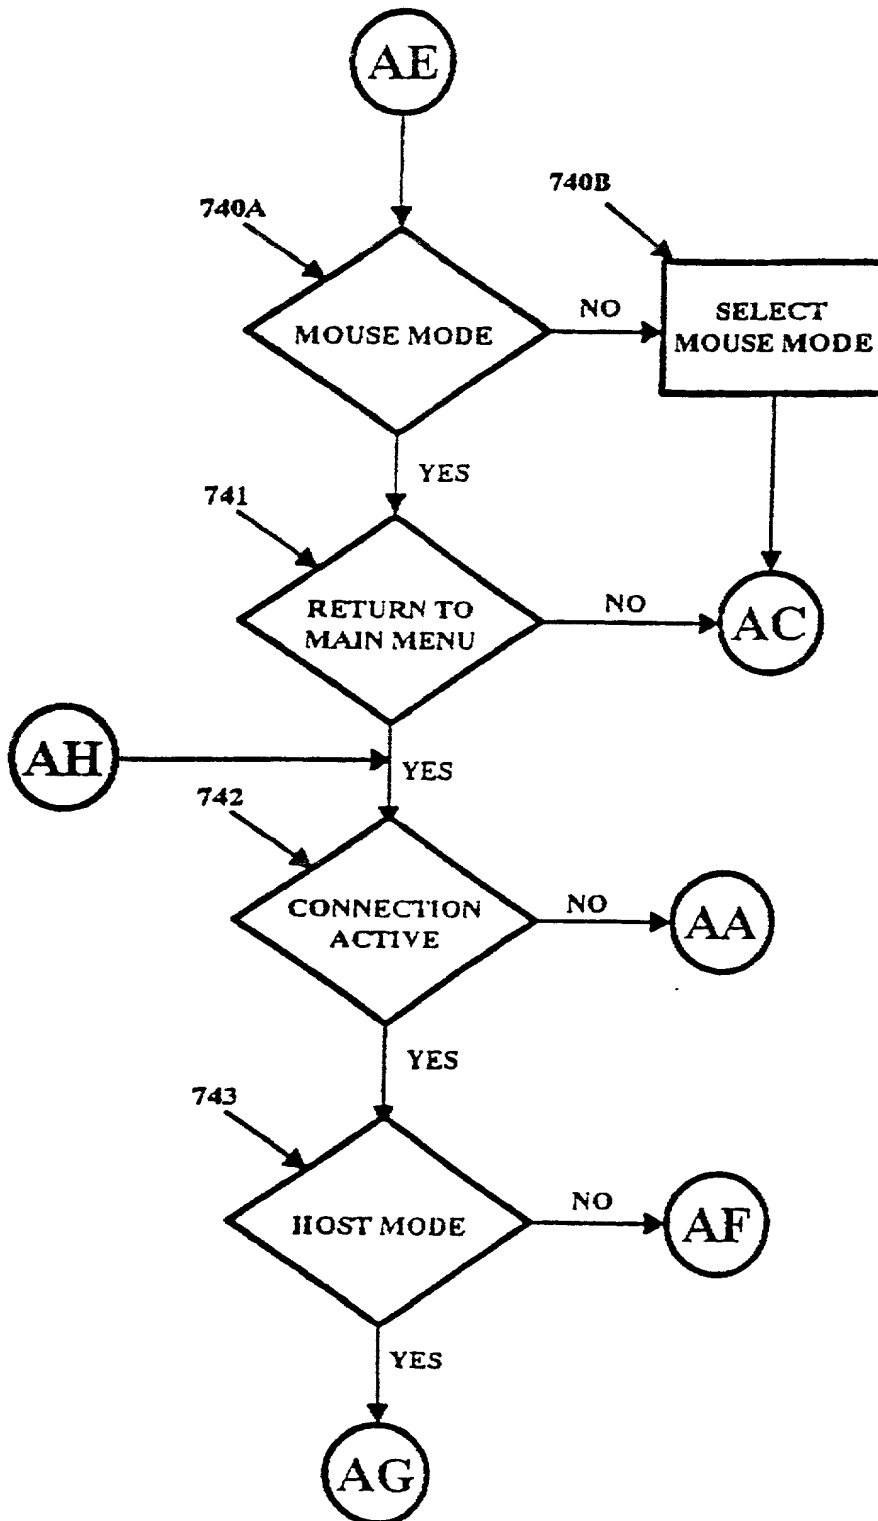 AE
740A
740B
MOUSE MODE
NO
SELECT
MOUSE MODE
YES
741
RETURN TO
MAIN MENU
NO
AC
AH
YES
742
CONNECTION
ACTIVE
NO
AA
YES
743
HOST MODE
NO
AF
YES
AG